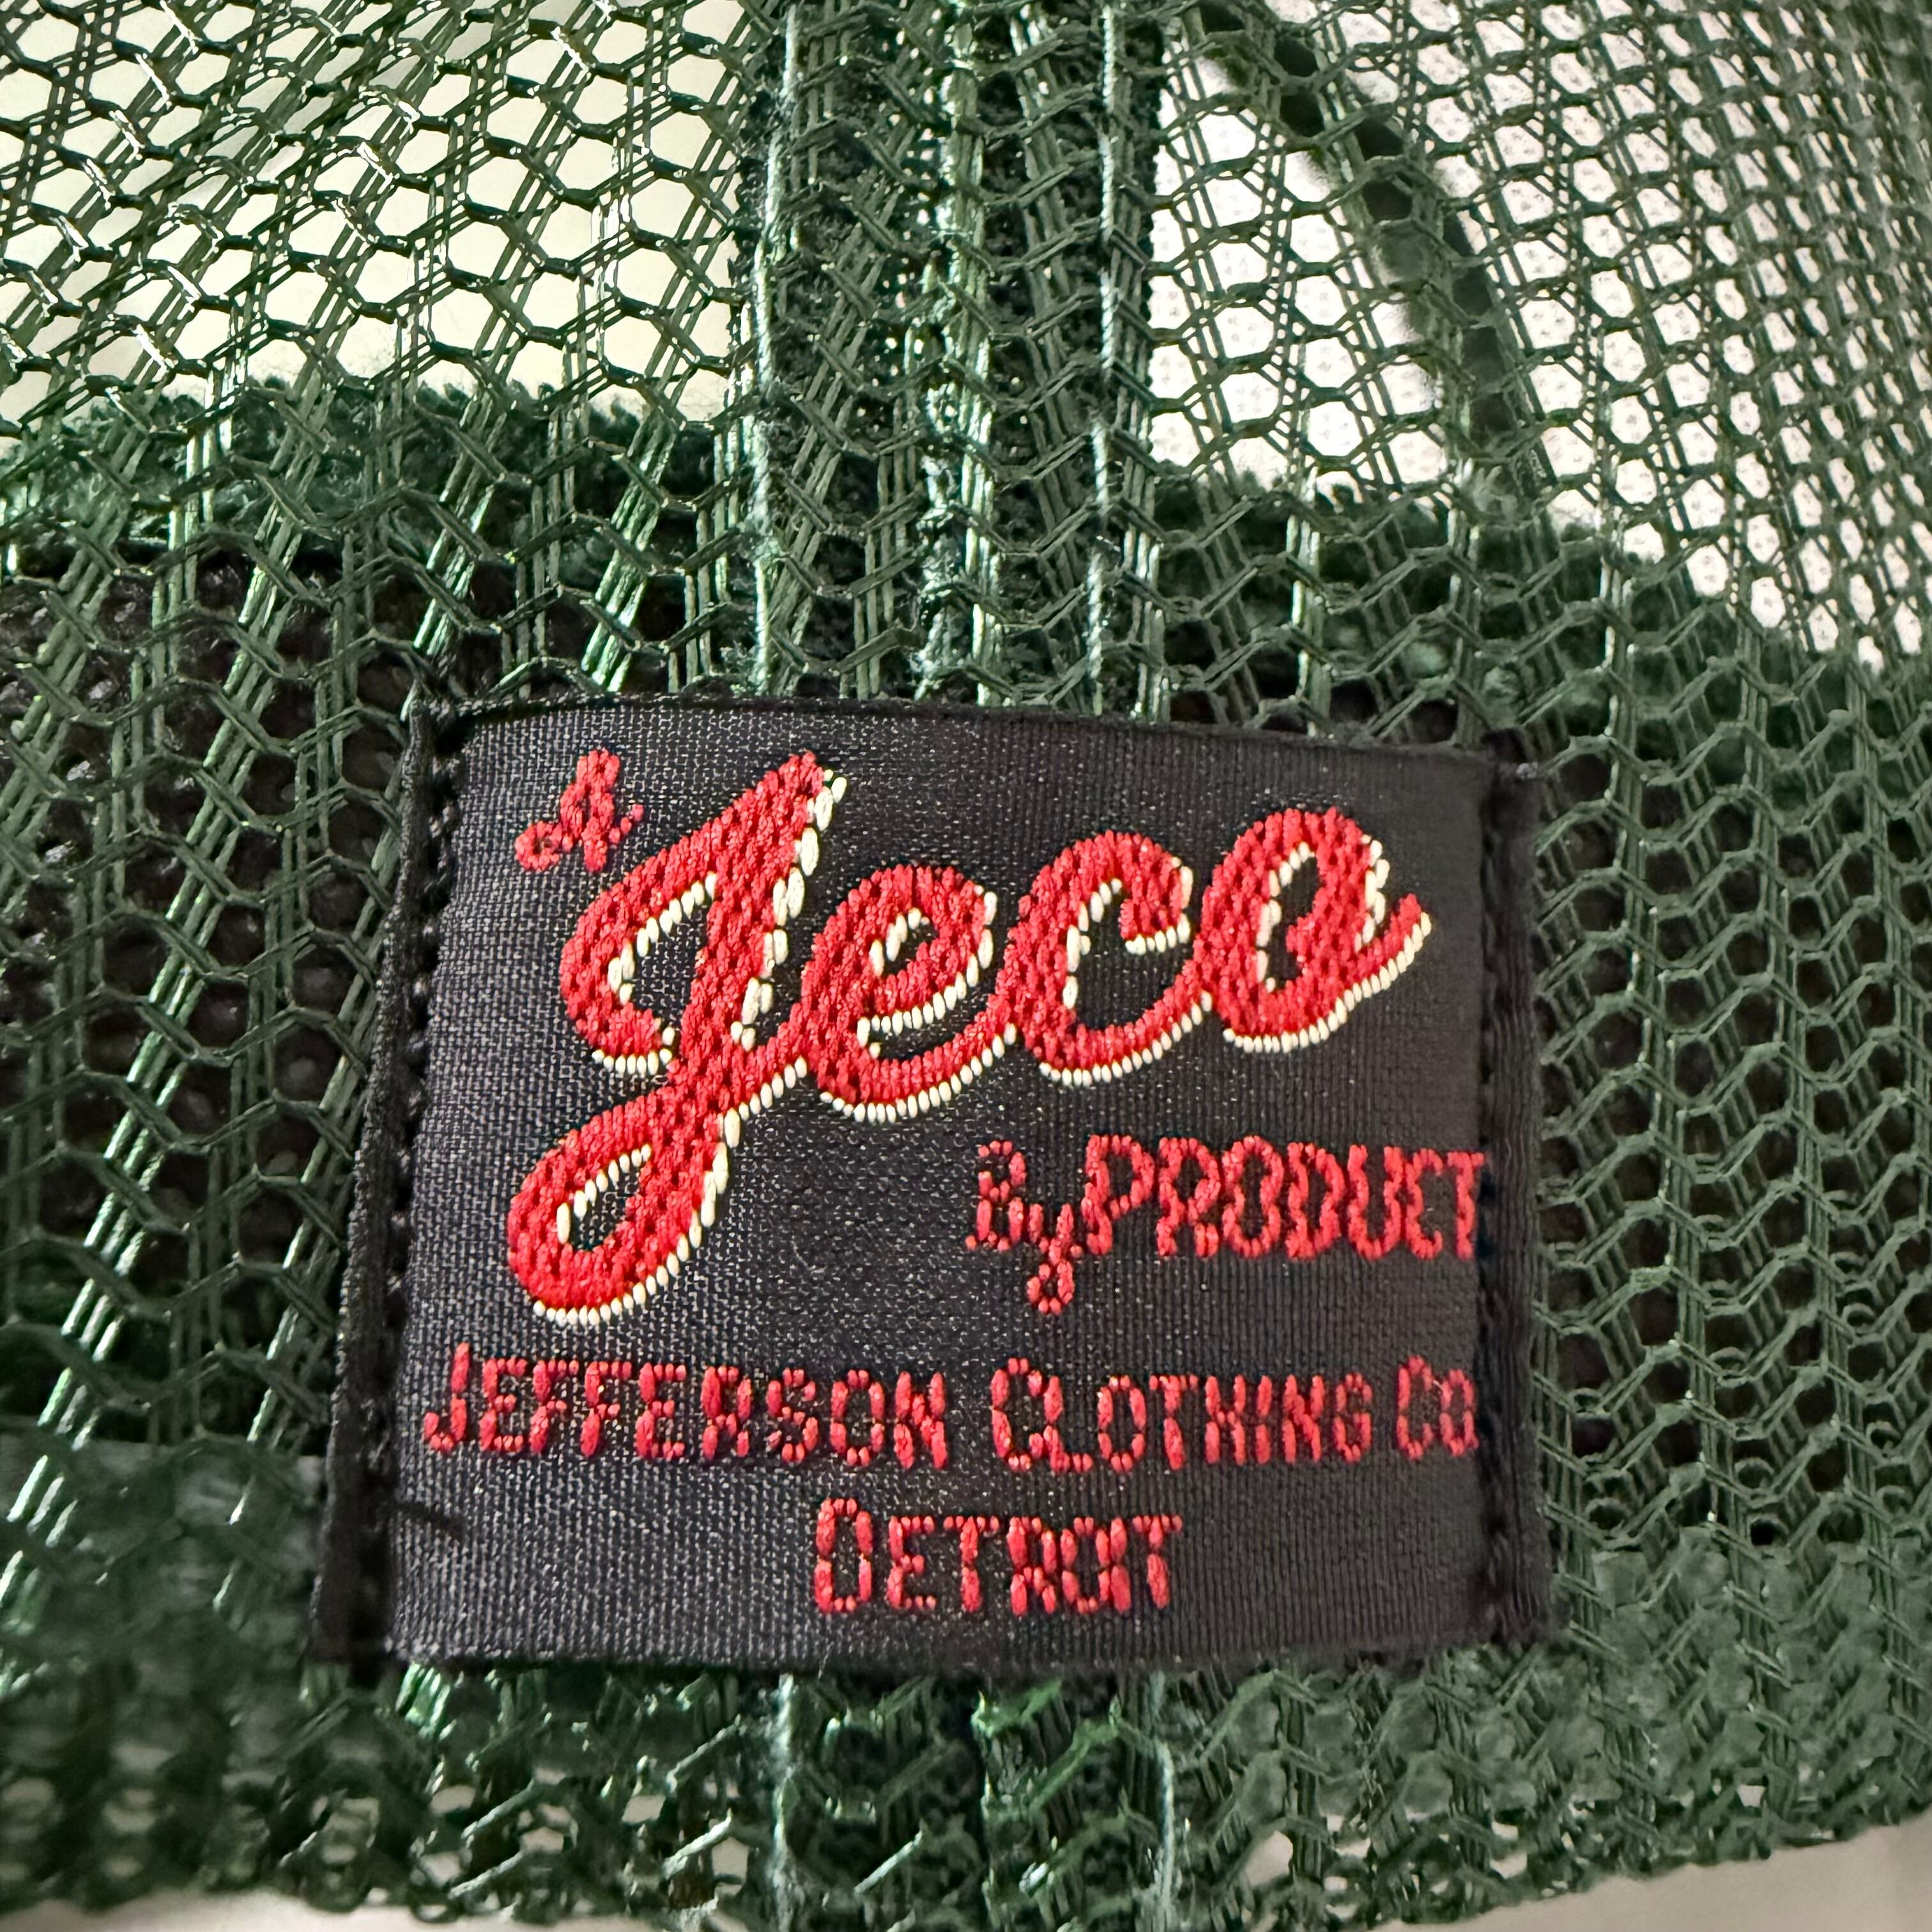 A Jeco
By PRODUCT
JEFFERSON CLOTHING CO
DETROIT